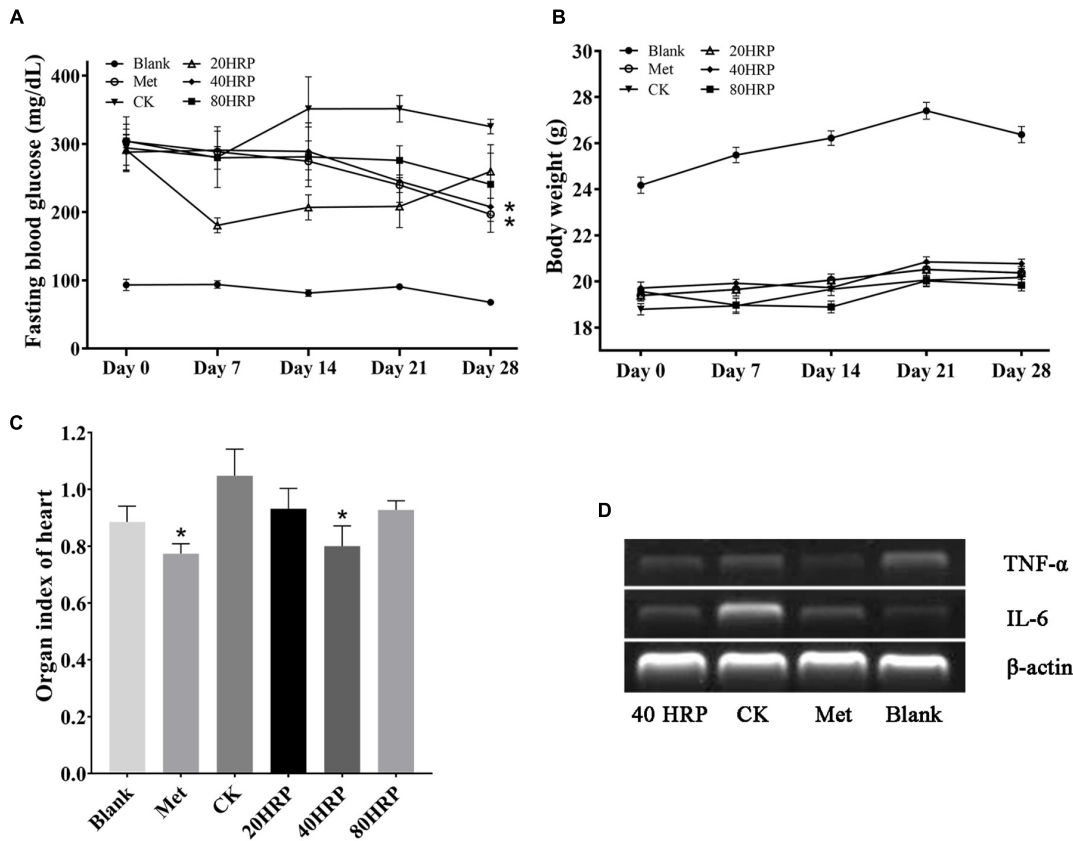 A
Fasting blood glucose (mg/dL)
Blank
Met
CK
20HRP
40HRP
80HRP
400
300
200
100
0
*
*
Day 0 Day 7 Day 14 Day 21 Day 28
B
Body weight (g)
Blank
Met
CK
20HRP
40HRP
80HRP
30
28
26
24
22
20
18
Day 0 Day 7 Day 14 Day 21 Day 28
C
Organ index of heart
1.2
1.0
0.8
0.6
0.4
0.2
0.0
*
*
Blank Met CK 20HRP 40HRP 80HRP
D
TNF-α
IL-6
β-actin
40 HRP CK Met Blank